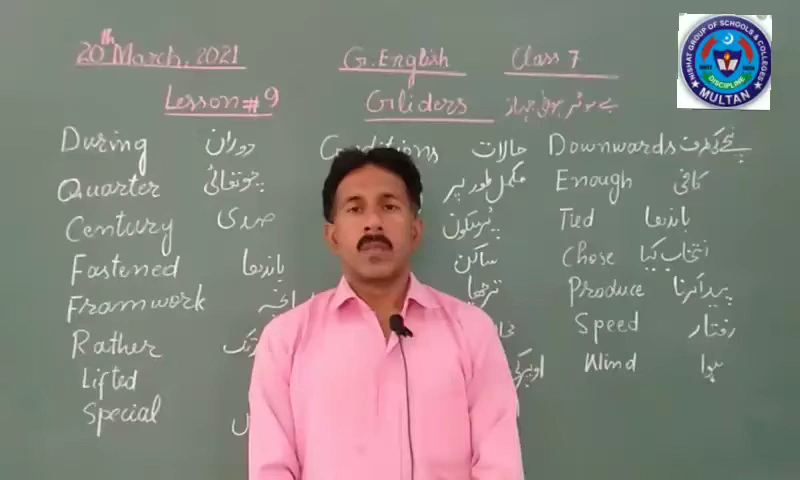 20th March, 2021 G. English Class 7
Lesson # 9 Gliders بے موٹر ہوائی جہاز
During دوران حالات Downwards نیچے کی طرف
Quarter چوتھائی مکمل طور پر Enough کافی
Century صدی Tied باندھا
Fastened باندھا ساکن Chose انتخاب کیا
Framwork ترچھا Produce پیدا کرنا
Rather Speed رفتار
Lifted Wind ہوا
Special
NISHAT GROUP OF SCHOOLS & COLLEGES
DISCIPLINE
MULTAN